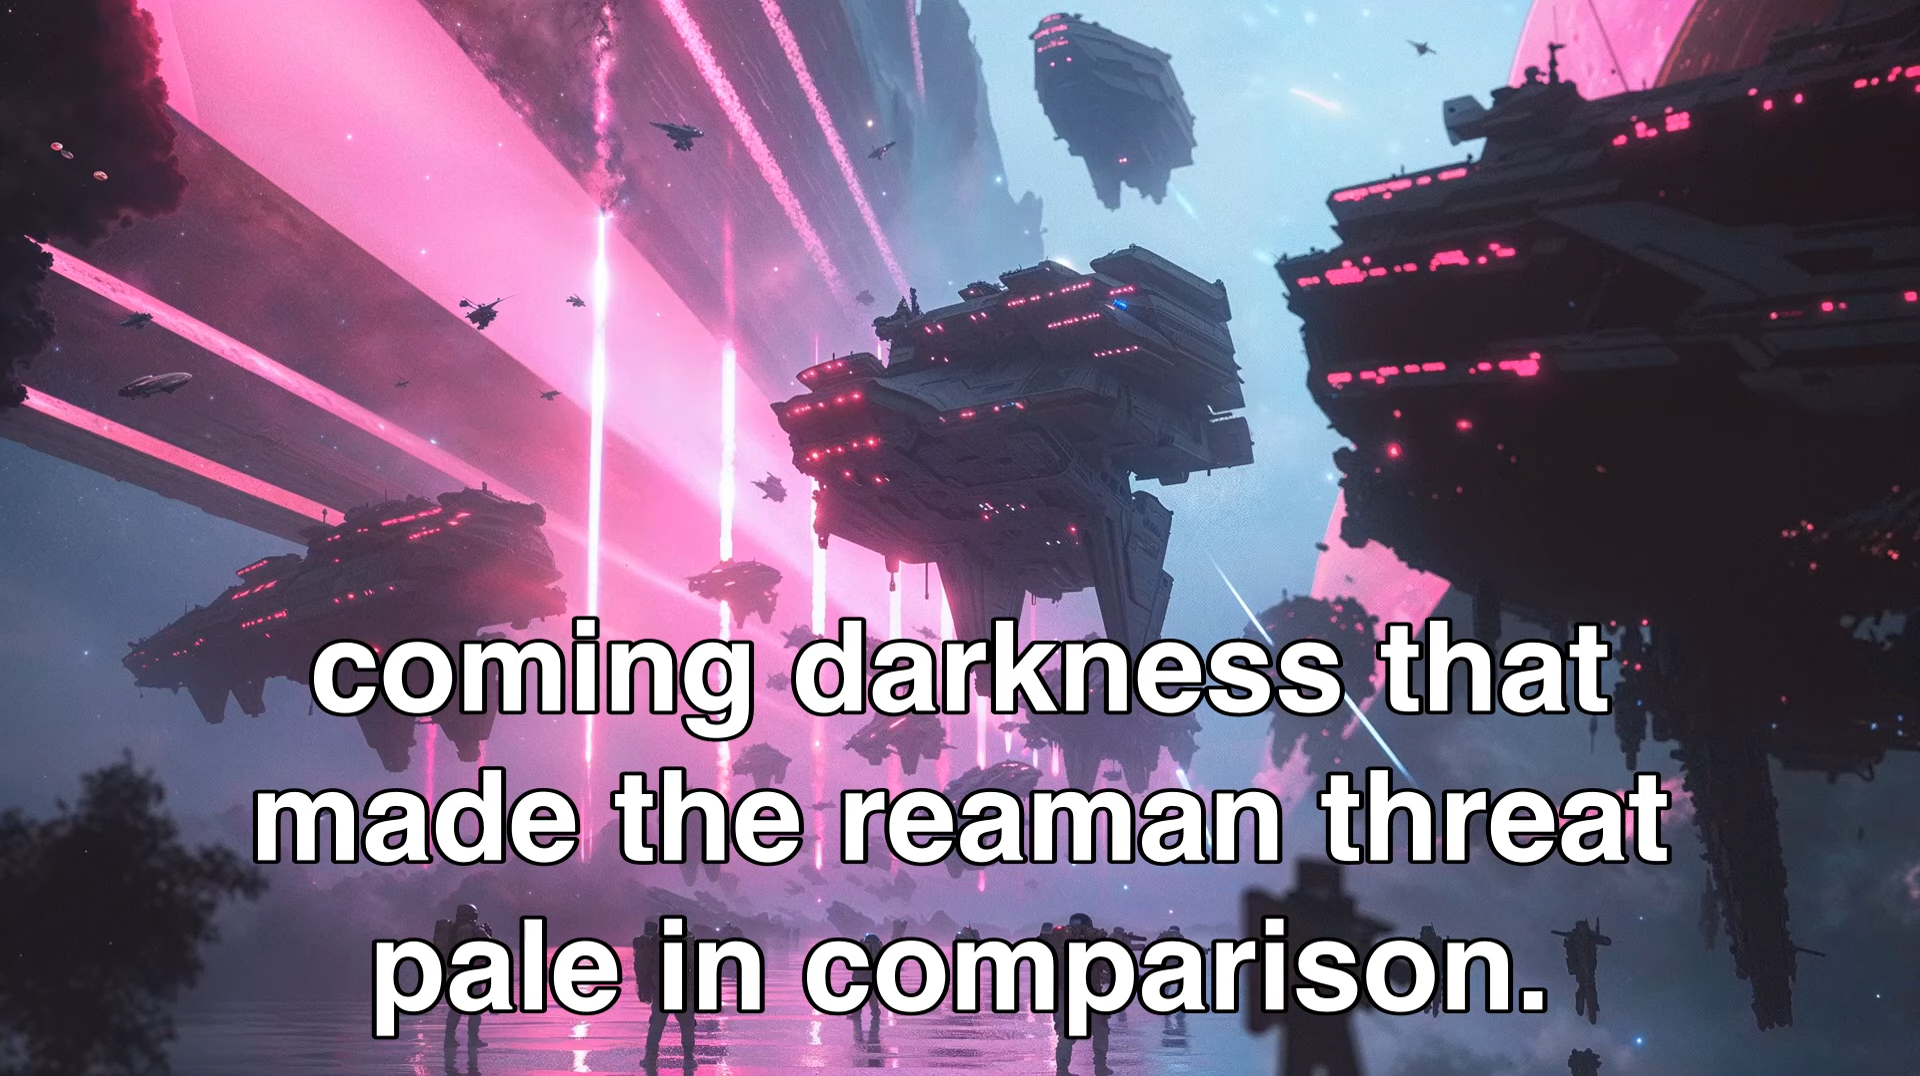 coming darkness that
made the reaman threat
pale in comparison.